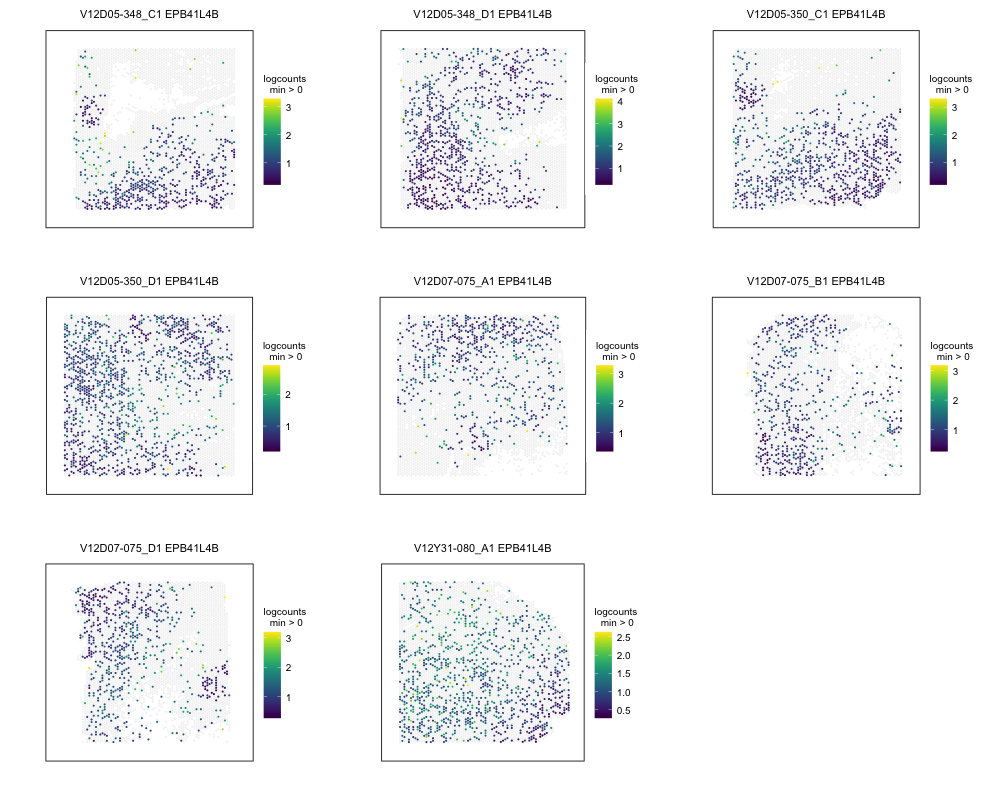 V12D05-348_C1 EPB41L4B
logcounts
min > 0
3
2
1
V12D05-348_D1 EPB41L4B
logcounts
min > 0
4
3
2
1
V12D05-350_C1 EPB41L4B
logcounts
min > 0
3
2
1
V12D05-350_D1 EPB41L4B
logcounts
min > 0
2
1
V12D07-075_A1 EPB41L4B
logcounts
min > 0
3
2
1
V12D07-075_B1 EPB41L4B
logcounts
min > 0
3
2
1
V12D07-075_D1 EPB41L4B
logcounts
min > 0
3
2
1
V12Y31-080_A1 EPB41L4B
logcounts
min > 0
2.5
2.0
1.5
1.0
0.5